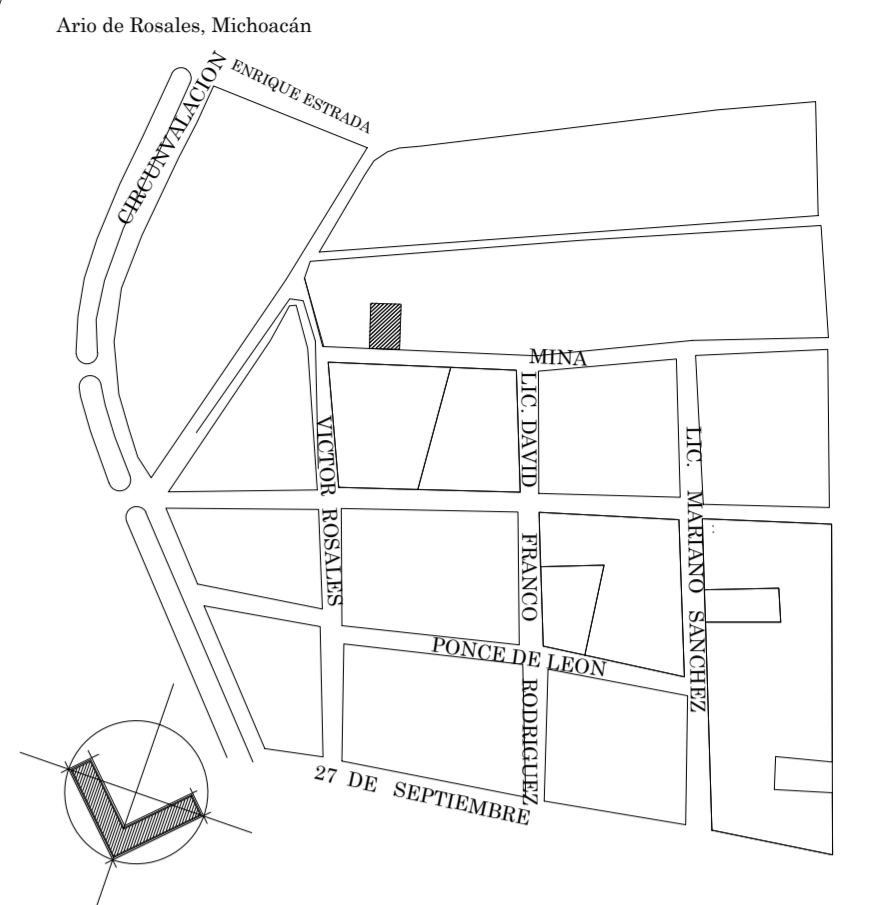 Ario de Rosales, Michoacán
ENRIQUE ESTRADA
CIRCUNVALACION
MINA
LIC. DAVID FRANCO RODRIGUEZ
VICTOR ROSALES
LIC. MARIANO SANCHEZ
PONCE DE LEON
27 DE SEPTIEMBRE